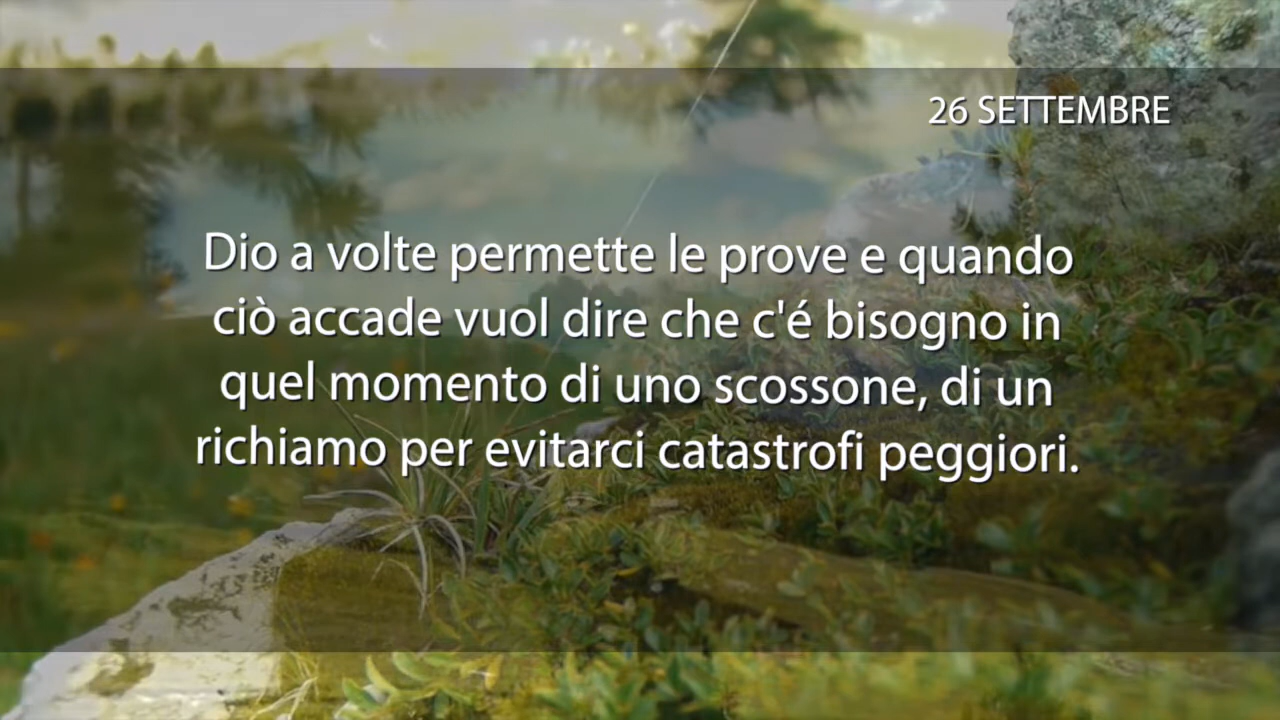 26 SETTEMBRE
Dio a volte permette le prove e quando
ciò accade vuol dire che c'é bisogno in
quel momento di uno scossone, di un
richiamo per evitarci catastrofi peggiori.